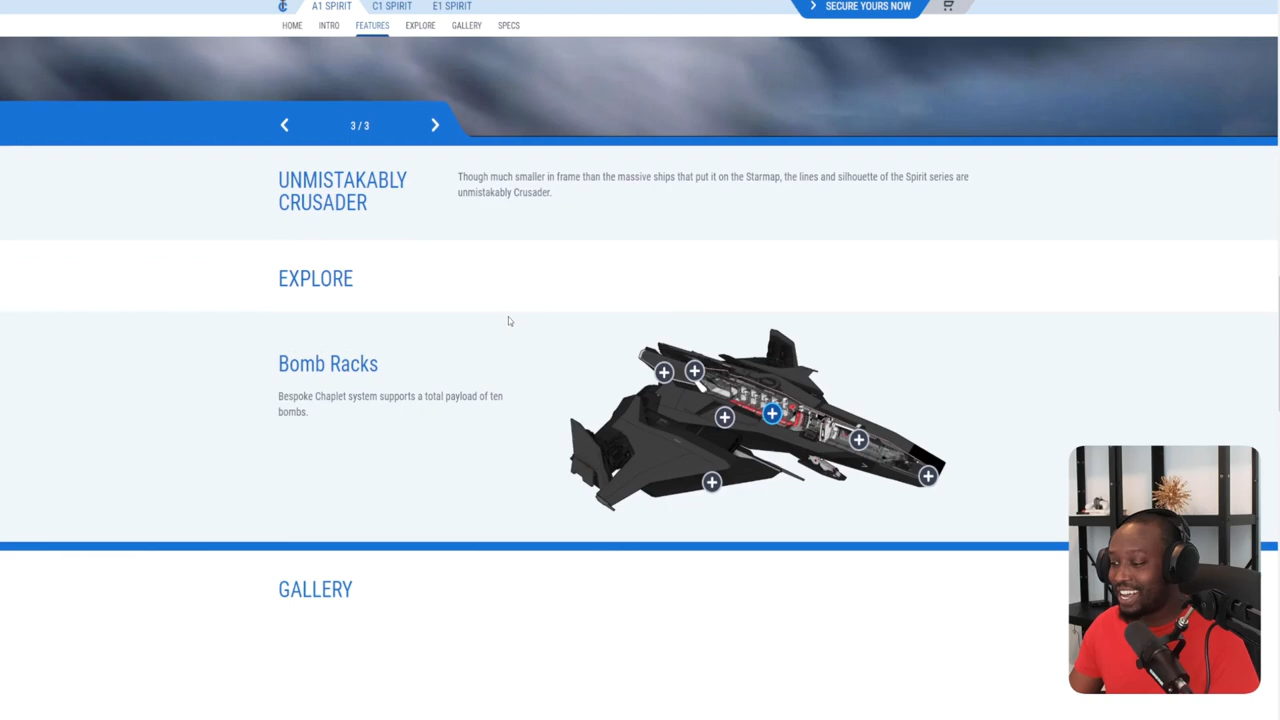 A1 SPIRIT C1 SPIRIT E1 SPIRIT SECURE YOURS NOW
HOME INTRO FEATURES EXPLORE GALLERY SPECS
3 / 3
UNMISTAKABLY
CRUSADER
Though much smaller in frame than the massive ships that put it on the Starmap, the lines and silhouette of the Spirit series are
unmistakably Crusader.
EXPLORE
Bomb Racks
Bespoke Chaplet system supports a total payload of ten
bombs.
GALLERY